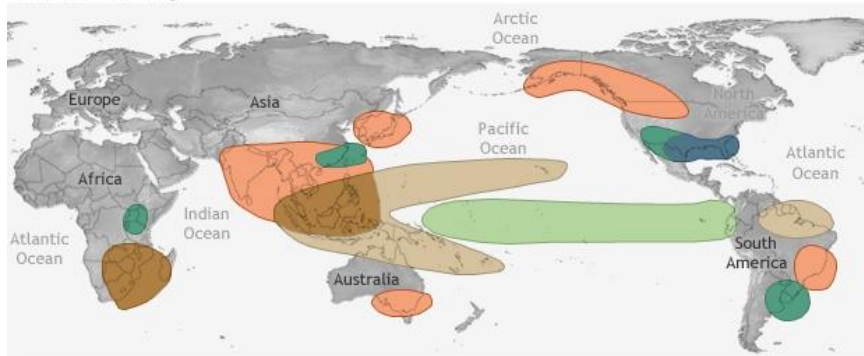 Arctic
Ocean
Europe
Asia
North
America
Pacific
Ocean
Atlantic
Ocean
Africa
Indian
Ocean
Atlantic
Ocean
South
America
Australia